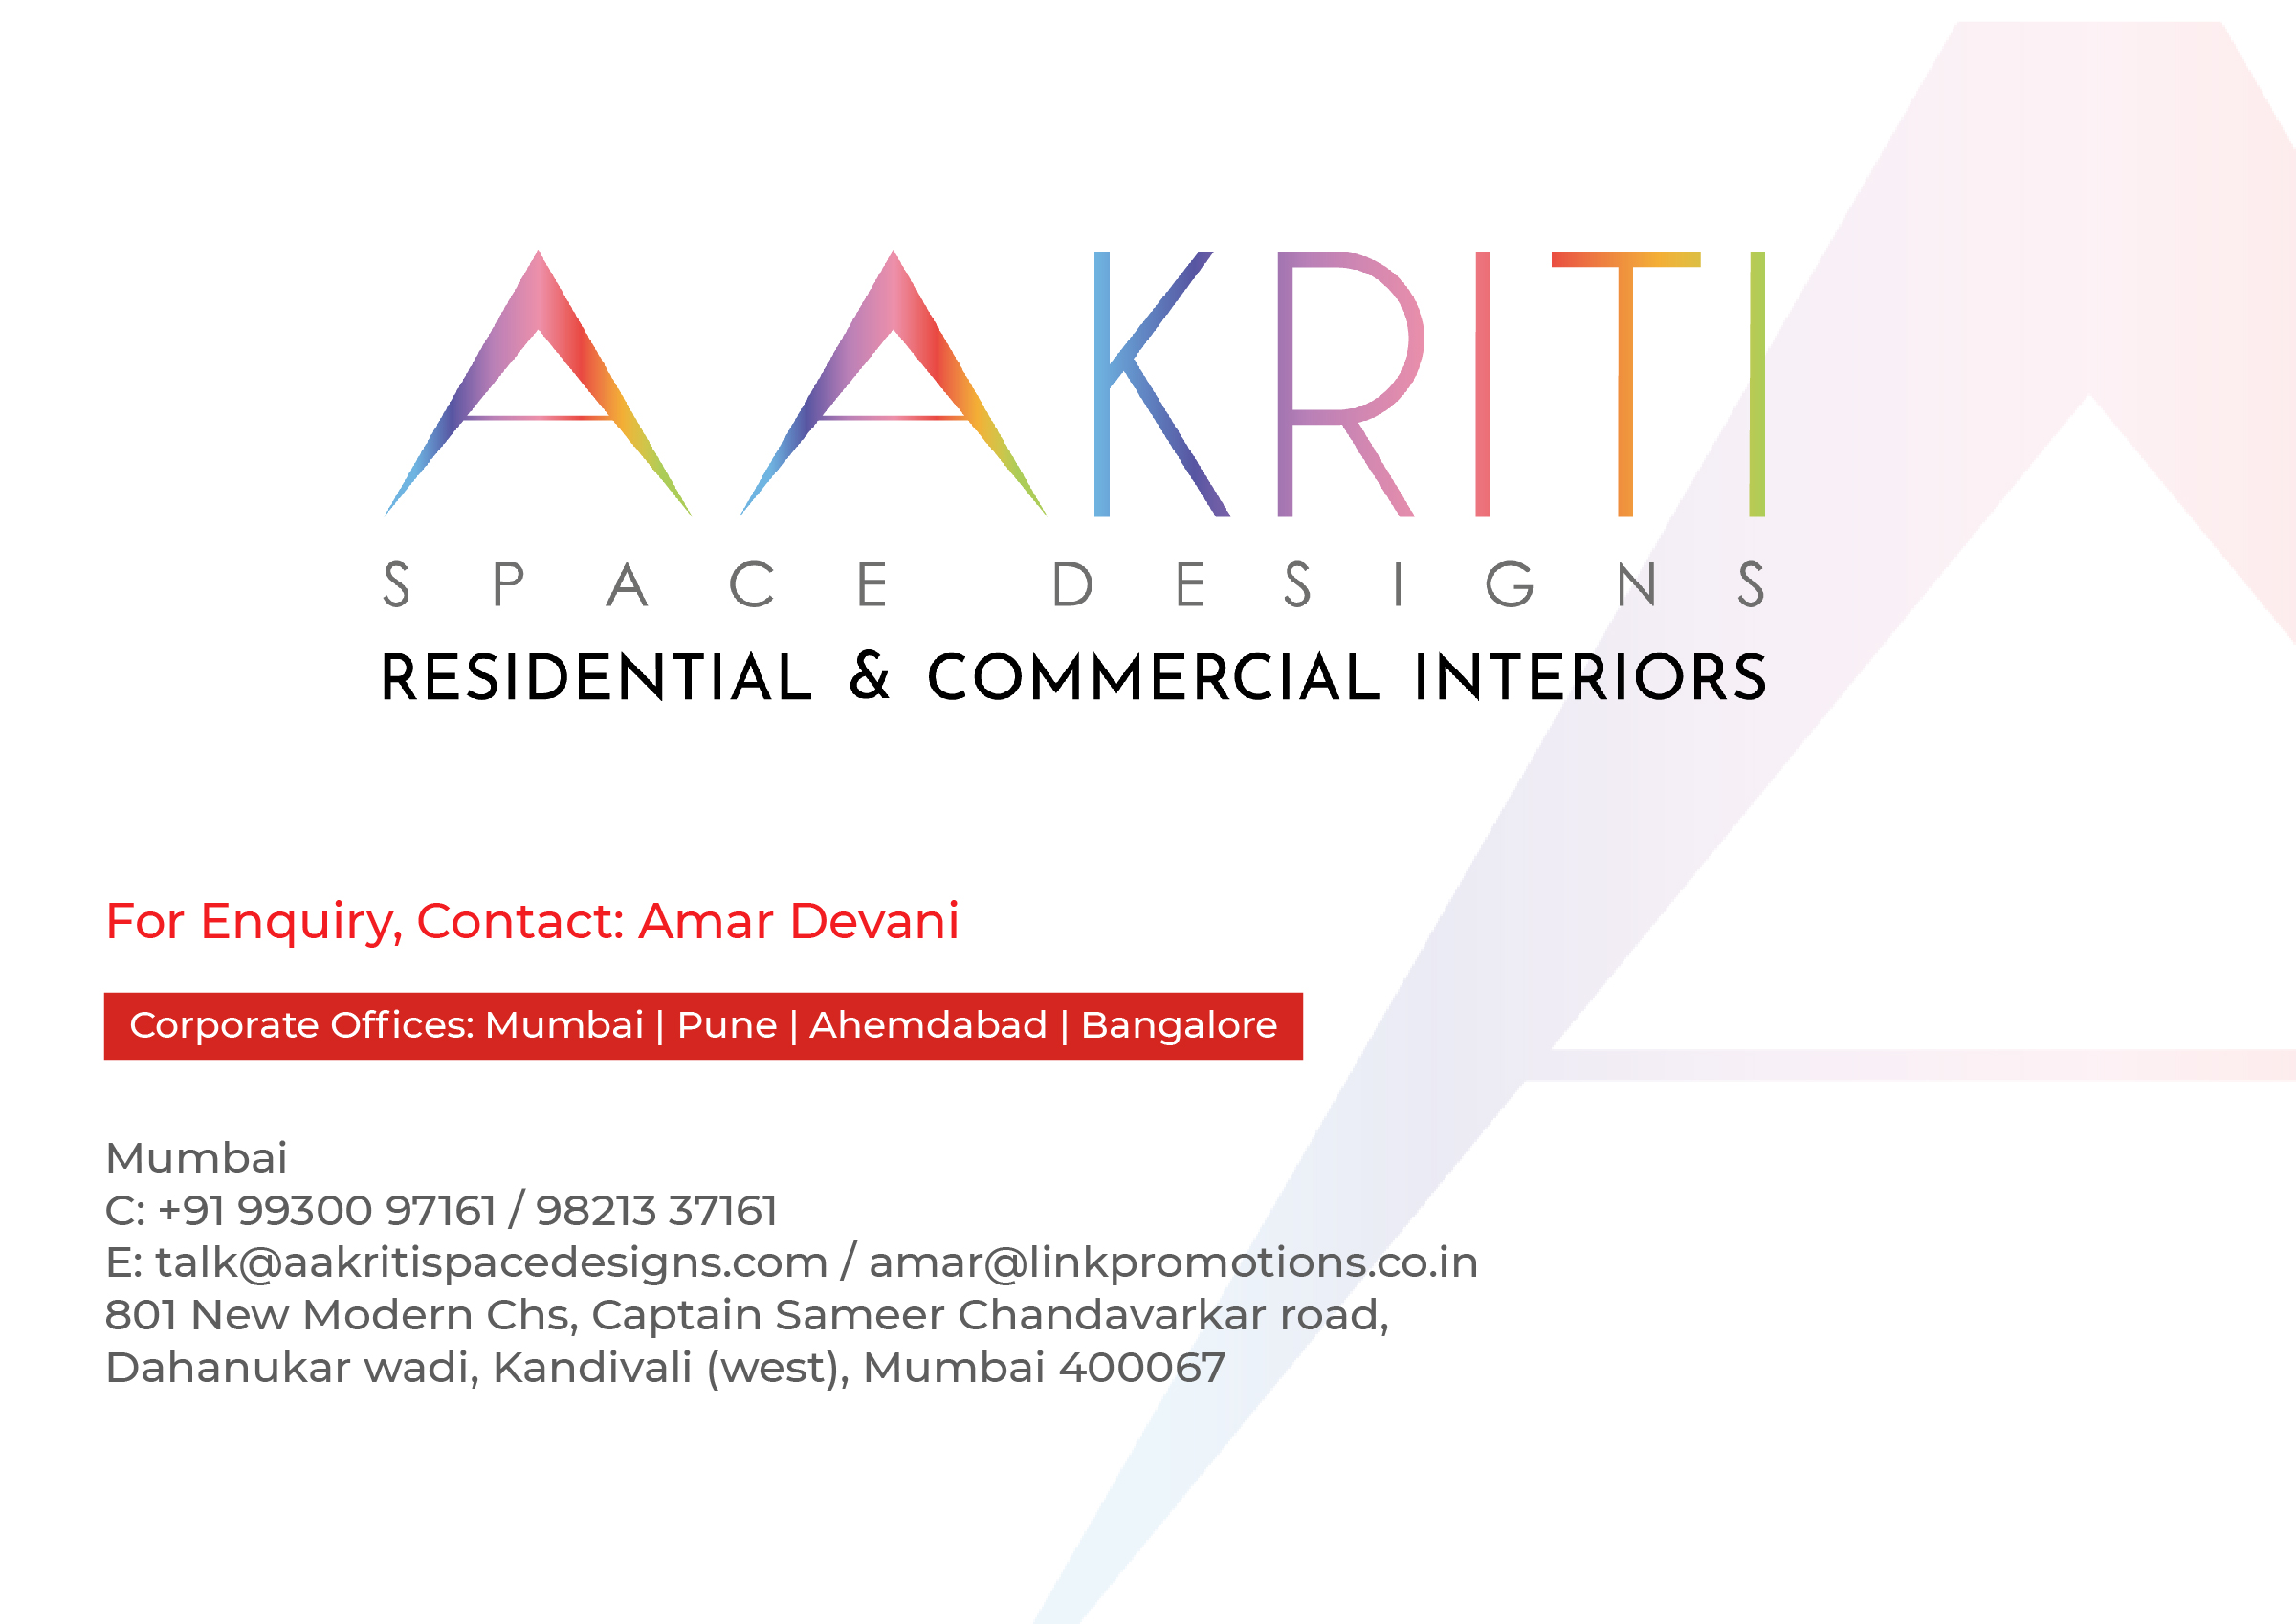 AAKRITI
SPACE DESIGNS
RESIDENTIAL & COMMERCIAL INTERIORS
For Enquiry, Contact: Amar Devani
Corporate Offices: Mumbai | Pune | Ahemdabad | Bangalore
Mumbai
C: +91 99300 97161 / 98213 37161
E: talk@aakritispacedesigns.com / amar@linkpromotions.co.in
801 New Modern Chs, Captain Sameer Chandavarkar road,
Dahanukar wadi, Kandivali (west), Mumbai 400067